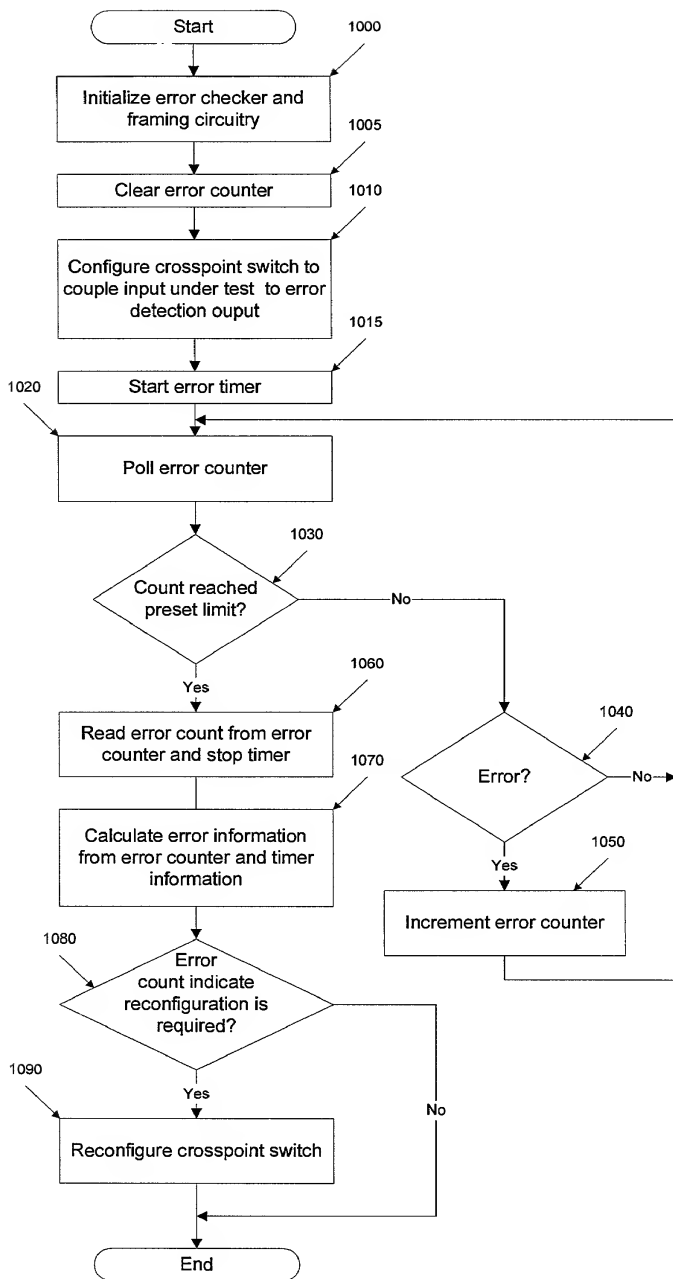 Start
1000
Initialize error checker and
framing circuitry
1005
Clear error counter
1010
Configure crosspoint switch to
couple input under test to error
detection ouput
1015
Start error timer
1020
Poll error counter
1030
Count reached
preset limit?
No
Yes
1060
Read error count from error
counter and stop timer
1040
Error?
No
1070
Calculate error information
from error counter and timer
information
Yes
1050
Increment error counter
1080
Error
count indicate
reconfiguration is
required?
1090
Yes
No
Reconfigure crosspoint switch
End